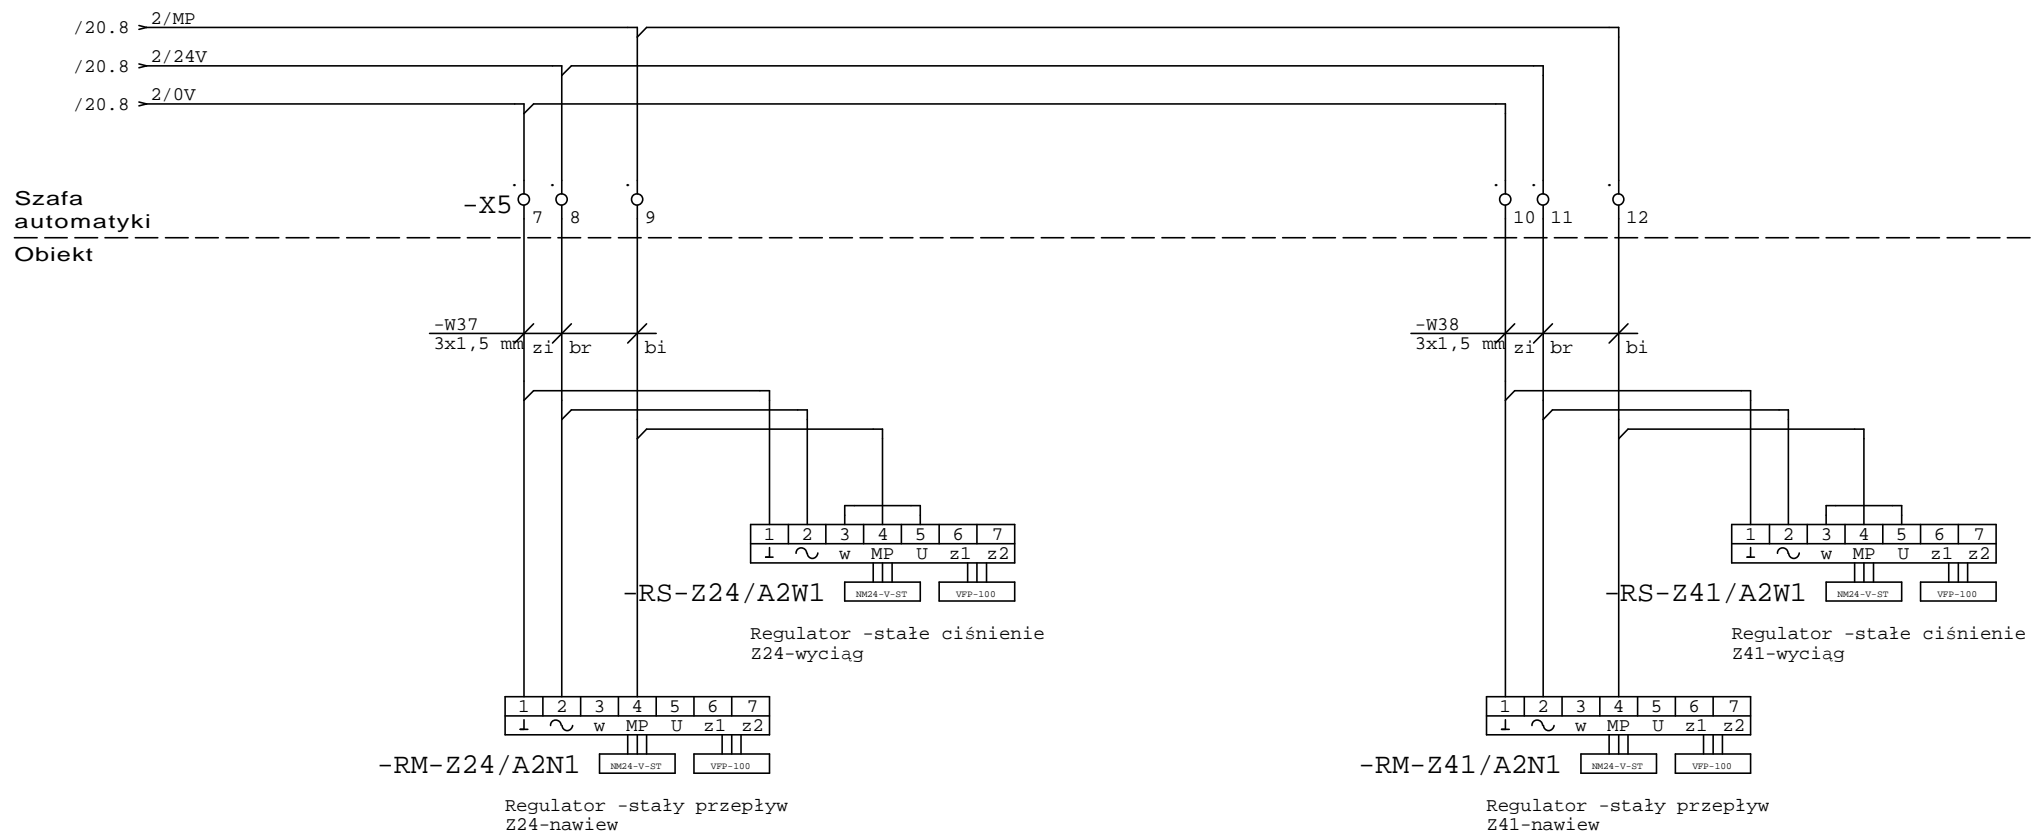 /20.8 2/MP
/20.8 2/24V
/20.8 2/0V
Szafa
automatyki
-X5 7 8 9 10 11 12
Obiekt
-W37
3x1,5 mm zi br bi
-W38
3x1,5 mm zi br bi
1 2 3 4 5 6 7
⊥ ∿ w MP U z1 z2
-RS-Z24/A2W1 NM24-V-ST VFP-100
Regulator -stałe ciśnienie
Z24-wyciąg
1 2 3 4 5 6 7
⊥ ∿ w MP U z1 z2
-RS-Z41/A2W1 NM24-V-ST VFP-100
Regulator -stałe ciśnienie
Z41-wyciąg
1 2 3 4 5 6 7
⊥ ∿ w MP U z1 z2
-RM-Z24/A2N1 NM24-V-ST VFP-100
Regulator -stały przepływ
Z24-nawiew
1 2 3 4 5 6 7
⊥ ∿ w MP U z1 z2
-RM-Z41/A2N1 NM24-V-ST VFP-100
Regulator -stały przepływ
Z41-nawiew